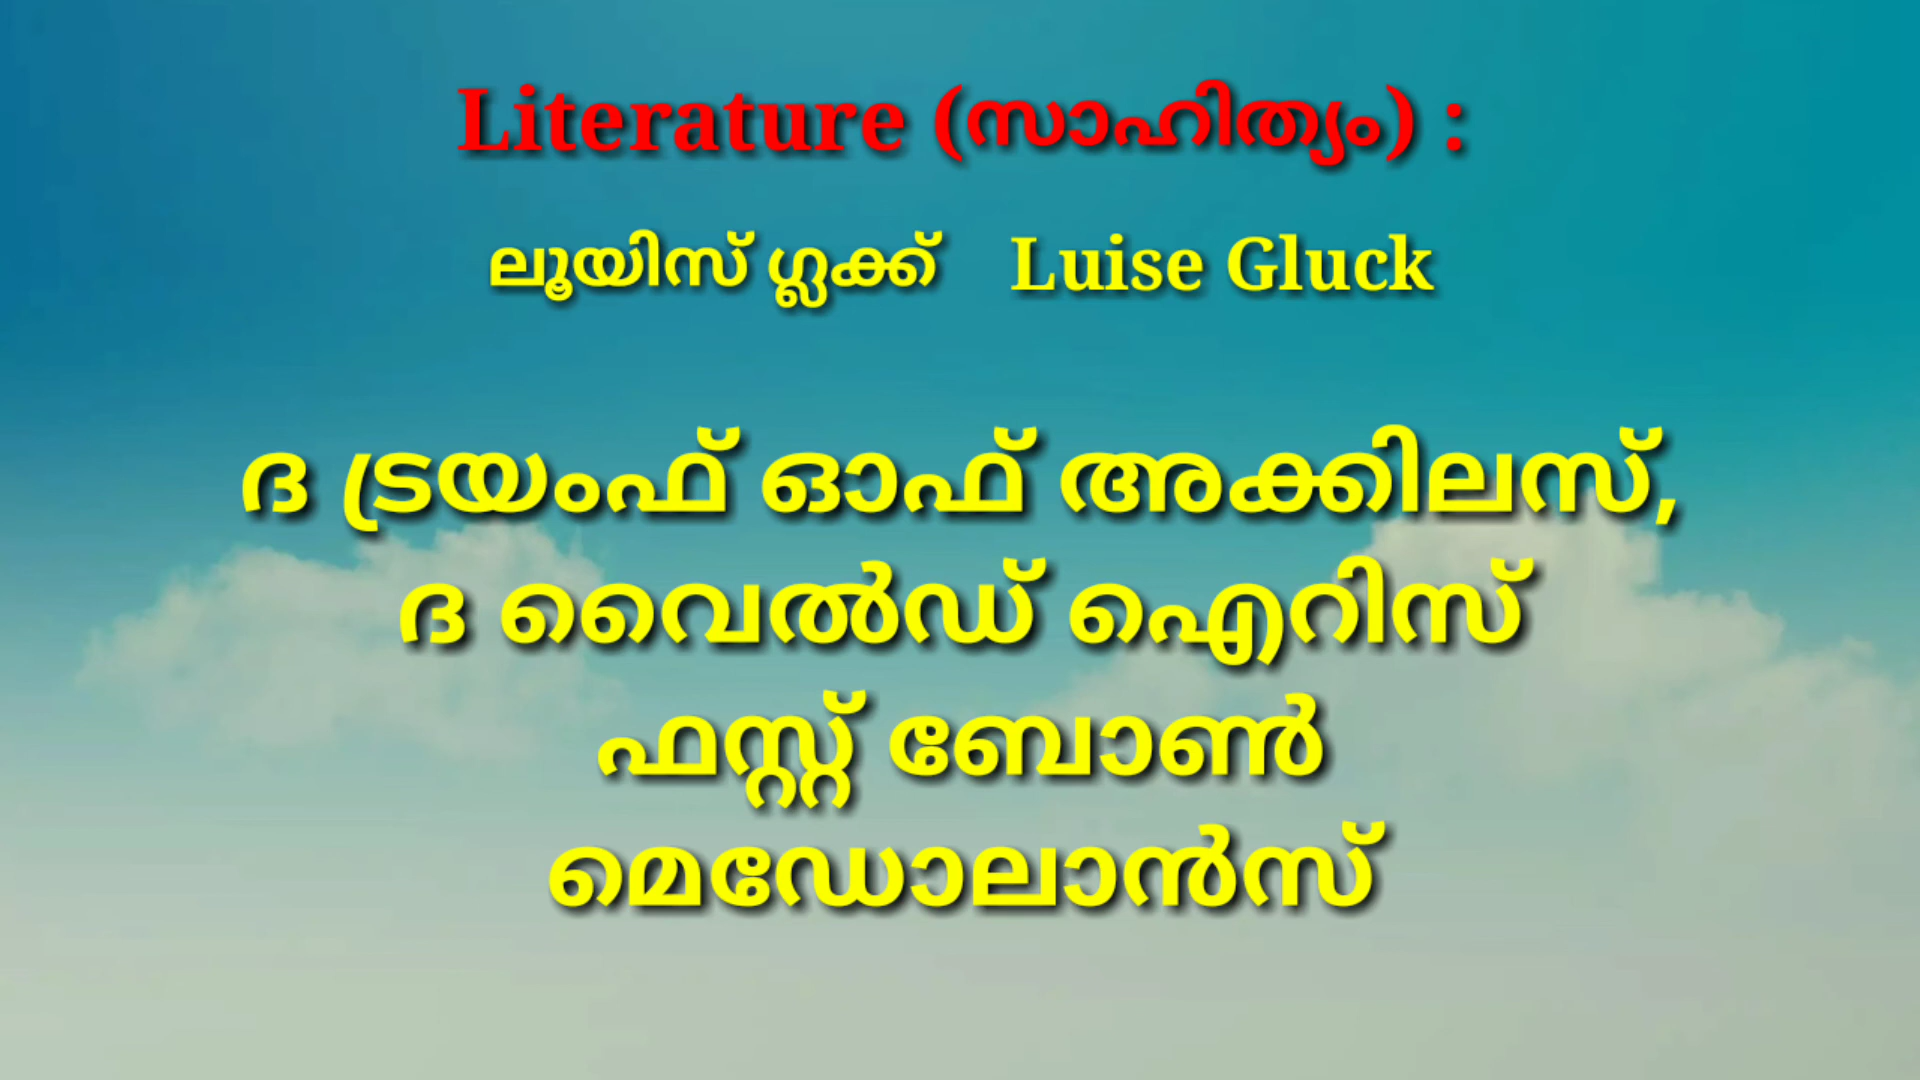 Literature (സാഹിത്യം) :
ലൂയിസ് ഗ്ലക്ക് Luise Gluck
ദ ട്രയംഫ് ഓഫ് അക്കിലസ്,
ദ വൈൽഡ് ഐറിസ്
ഫസ്റ്റ് ബോൺ
മെഡോലാൻസ്